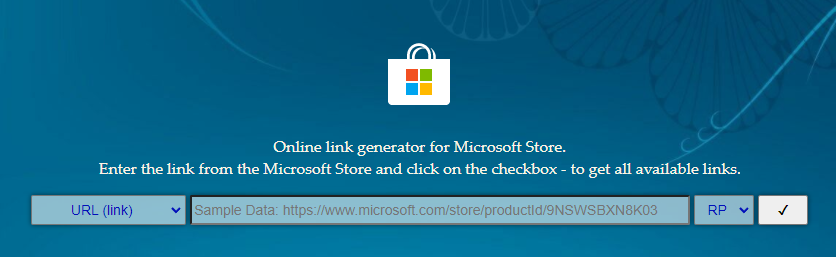 Online link generator for Microsoft Store.
Enter the link from the Microsoft Store and click on the checkbox - to get all available links.
URL (link) Sample Data: https://www.microsoft.com/store/productId/9NSWSBXN8K03 RP ✓